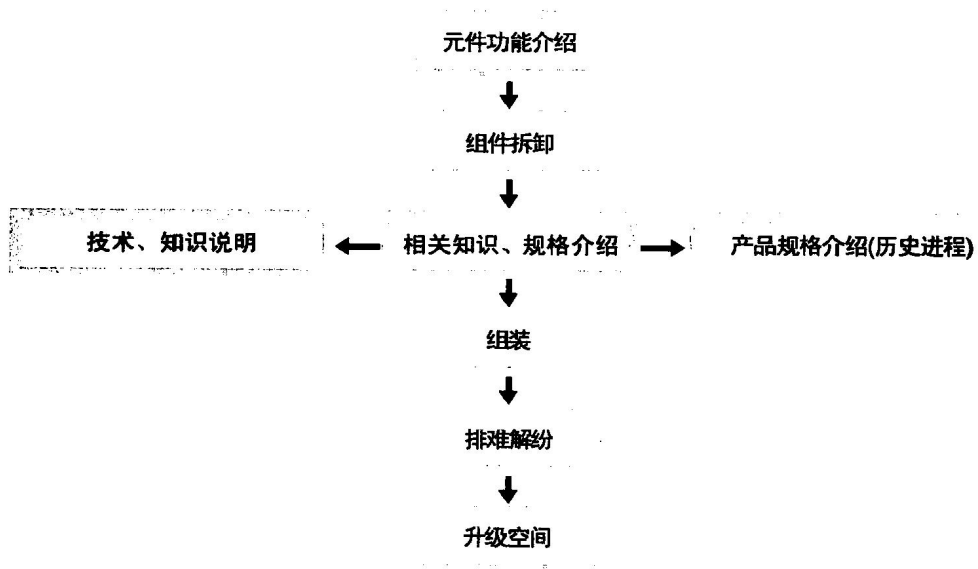 元件功能介绍
组件拆卸
技术、知识说明
相关知识、规格介绍
产品规格介绍(历史进程)
组装
排难解纷
升级空间